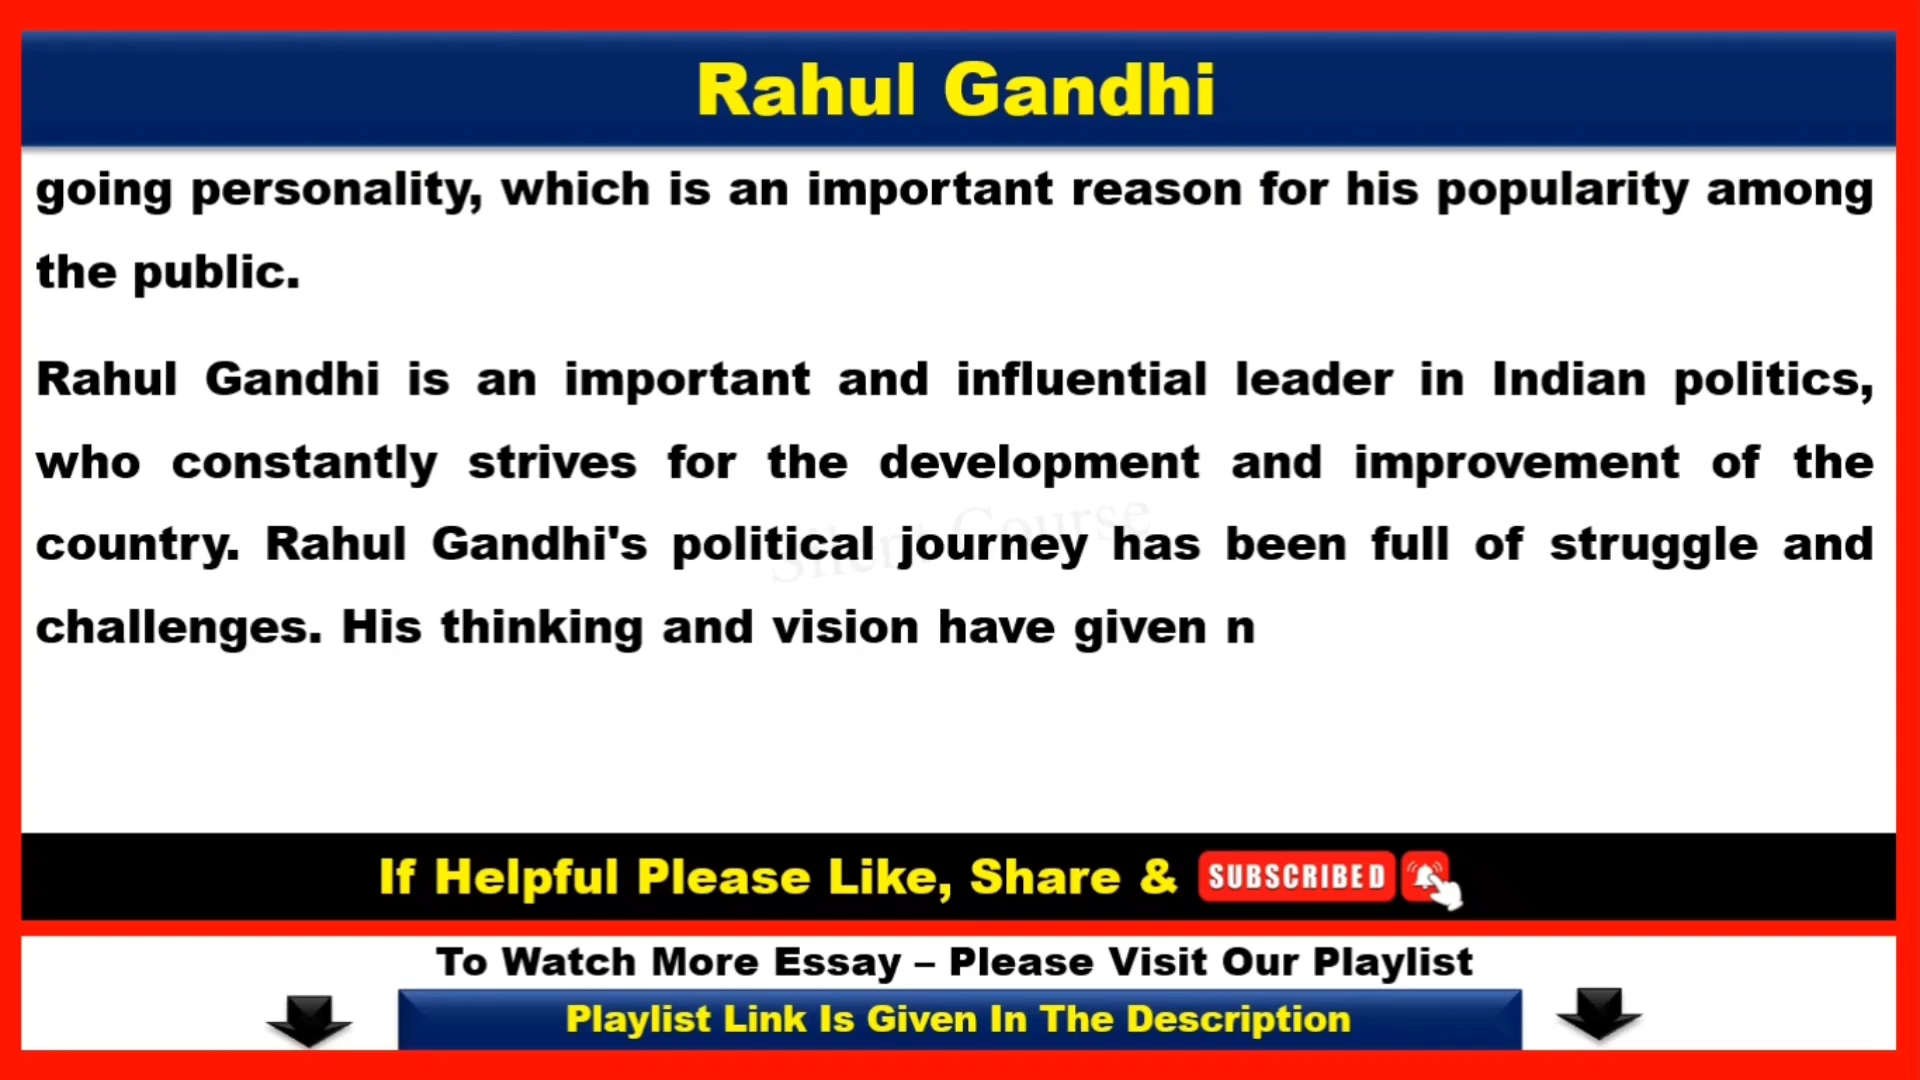 Rahul Gandhi
going personality, which is an important reason for his popularity among
the public.
Rahul Gandhi is an important and influential leader in Indian politics,
who constantly strives for the development and improvement of the
country. Rahul Gandhi's political journey has been full of struggle and
challenges. His thinking and vision have given n
Silent Course
If Helpful Please Like, Share & SUBSCRIBED
To Watch More Essay – Please Visit Our Playlist
Playlist Link Is Given In The Description